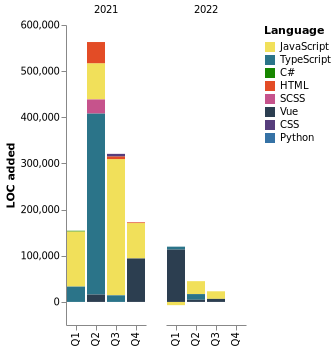 2021 2022
LOC added
600,000
500,000
400,000
300,000
200,000
100,000
0
Q1 Q2 Q3 Q4 Q1 Q2 Q3 Q4
Language
JavaScript
TypeScript
C#
HTML
SCSS
Vue
CSS
Python